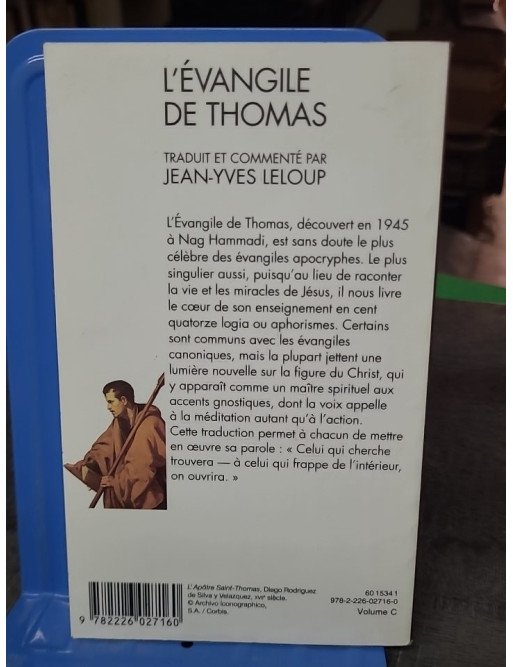 L'ÉVANGILE
DE THOMAS
TRADUIT ET COMMENTÉ PAR
JEAN-YVES LELOUP
L'Évangile de Thomas, découvert en 1945
à Nag Hammadi, est sans doute le plus
célèbre des évangiles apocryphes. Le plus
singulier aussi, puisqu'au lieu de raconter
la vie et les miracles de Jésus, il nous livre
le cœur de son enseignement en cent
quatorze logia ou aphorismes. Certains
sont communs avec les évangiles
canoniques, mais la plupart jettent une
lumière nouvelle sur la figure du Christ, qui
y apparaît comme un maître spirituel aux
accents gnostiques, dont la voix appelle
à la méditation autant qu'à l'action.
Cette traduction permet à chacun de mettre
en œuvre sa parole : « Celui qui cherche
trouvera — à celui qui frappe de l'intérieur,
on ouvrira. »
L'Apôtre Saint-Thomas, Diego Rodriguez
de Silva y Velazquez, XVIIe siècle.
© Archivo Iconographico,
S.A. / Corbis.
60 1534 1
978-2-226-02716-0
Volume C
9 782226 027160